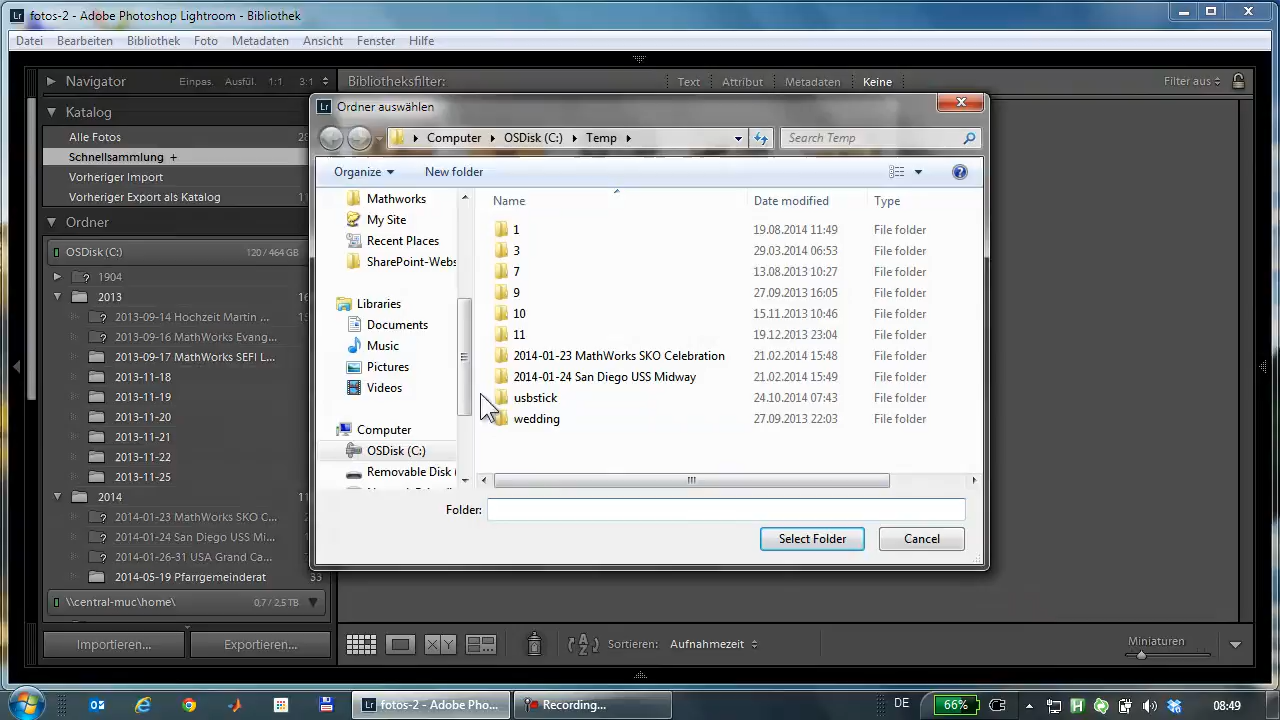 fotos-2 - Adobe Photoshop Lightroom - Bibliothek
Datei Bearbeiten Bibliothek Foto Metadaten Ansicht Fenster Hilfe
Navigator Einpas. Ausfül. 1:1 3:1
Bibliotheksfilter: Text Attribut Metadaten Keine Filter aus
Katalog
Alle Fotos
Schnellsammlung +
Vorheriger Import
Vorheriger Export als Katalog
Ordner
OSDisk (C:) 120 / 464 GB
1904
2013
2013-09-14 Hochzeit Martin ...
2013-09-16 MathWorks Evang...
2013-09-17 MathWorks SEFI L...
2013-11-18
2013-11-19
2013-11-20
2013-11-21
2013-11-22
2013-11-25
2014
2014-01-23 MathWorks SKO C...
2014-01-24 San Diego USS Mi...
2014-01-26-31 USA Grand Ca...
2014-05-19 Pfarrgemeinderat 33
\\central-muc\home\ 0,7 / 2,5 TB
Importieren... Exportieren...
Ordner auswählen
Computer OSDisk (C:) Temp Search Temp
Organize New folder
Mathworks
My Site
Recent Places
SharePoint-Webs
Libraries
Documents
Music
Pictures
Videos
Computer
OSDisk (C:)
Removable Disk (
Name Date modified Type
1 19.08.2014 11:49 File folder
3 29.03.2014 06:53 File folder
7 13.08.2013 10:27 File folder
9 27.09.2013 16:05 File folder
10 15.11.2013 10:46 File folder
11 19.12.2013 23:04 File folder
2014-01-23 MathWorks SKO Celebration 21.02.2014 15:48 File folder
2014-01-24 San Diego USS Midway 21.02.2014 15:49 File folder
usbstick 24.10.2014 07:43 File folder
wedding 27.09.2013 22:03 File folder
Folder:
Select Folder Cancel
Sortieren: Aufnahmezeit Miniaturen
fotos-2 - Adobe Pho... Recording... DE 66% 08:49